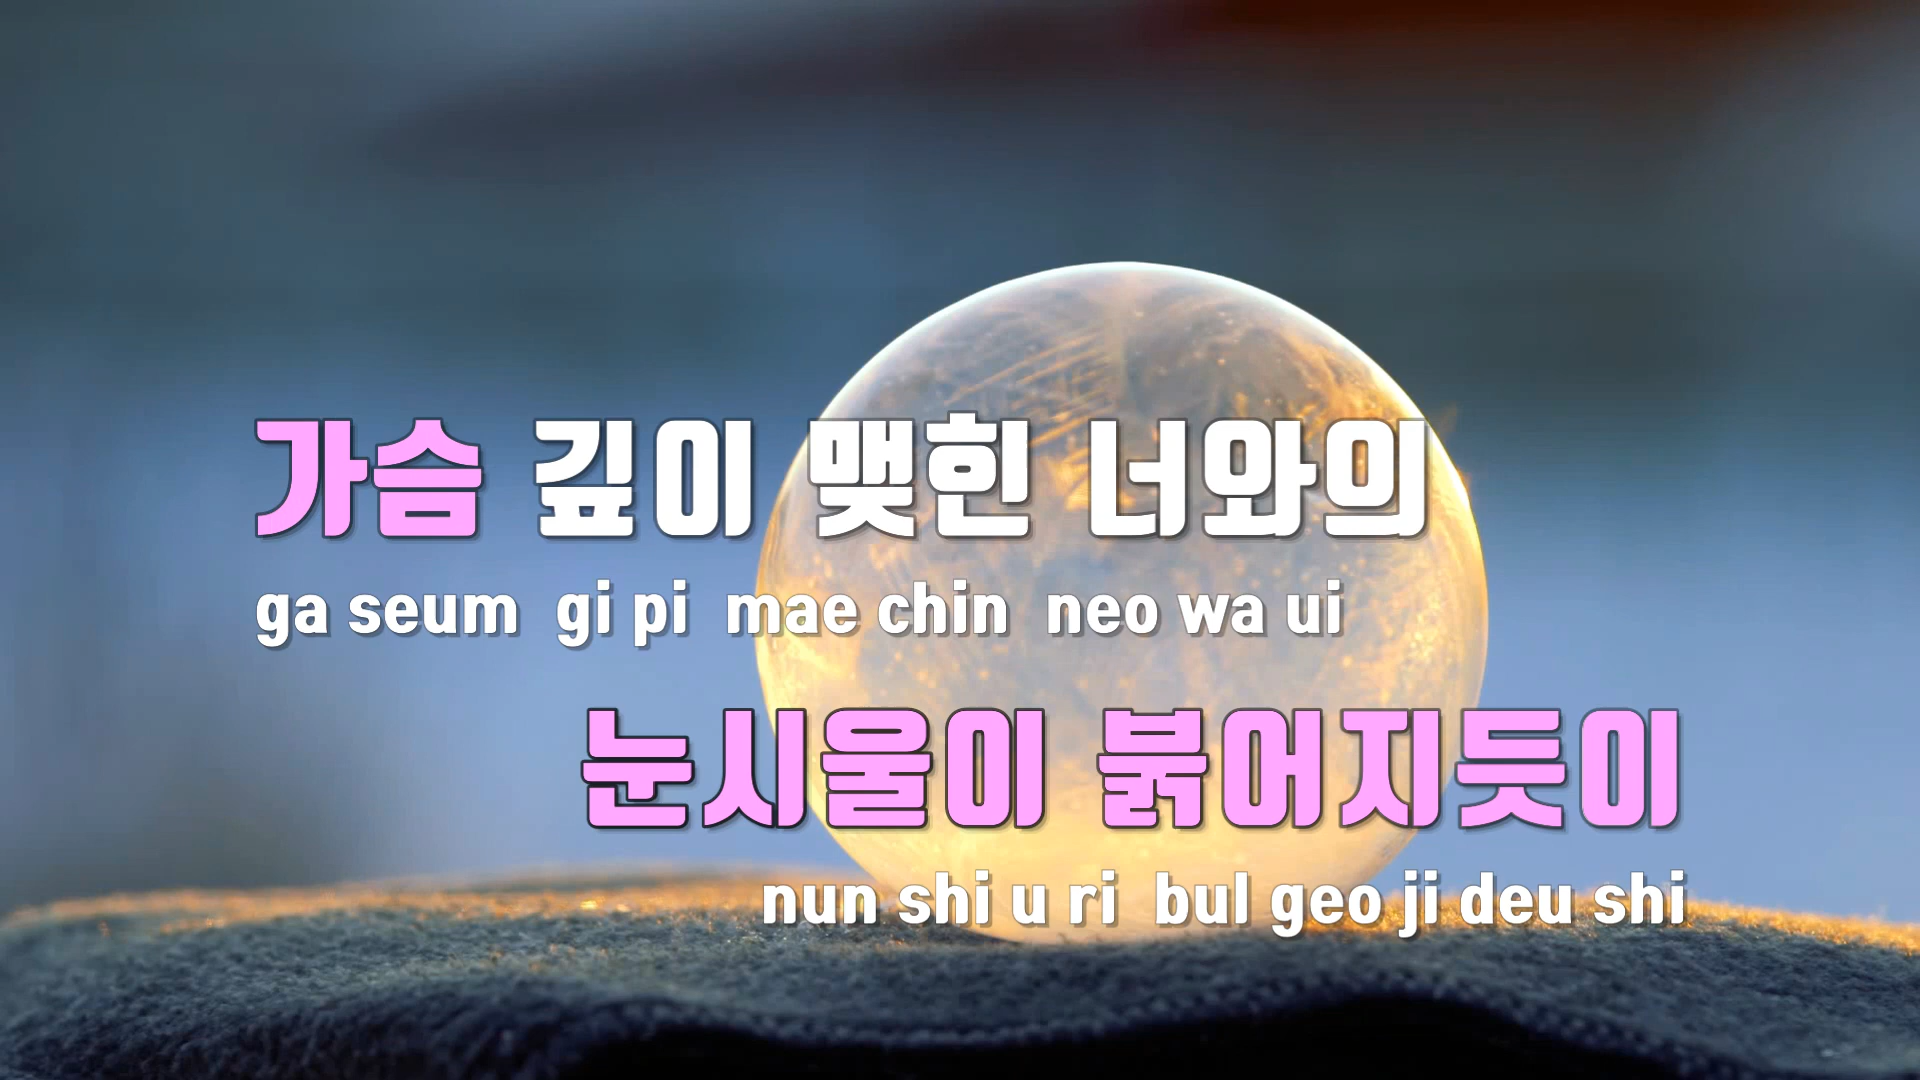 가슴 깊이 맺힌 너와의
ga seum gi pi mae chin neo wa ui
눈시울이 붉어지듯이
nun shi u ri bul geo ji deu shi